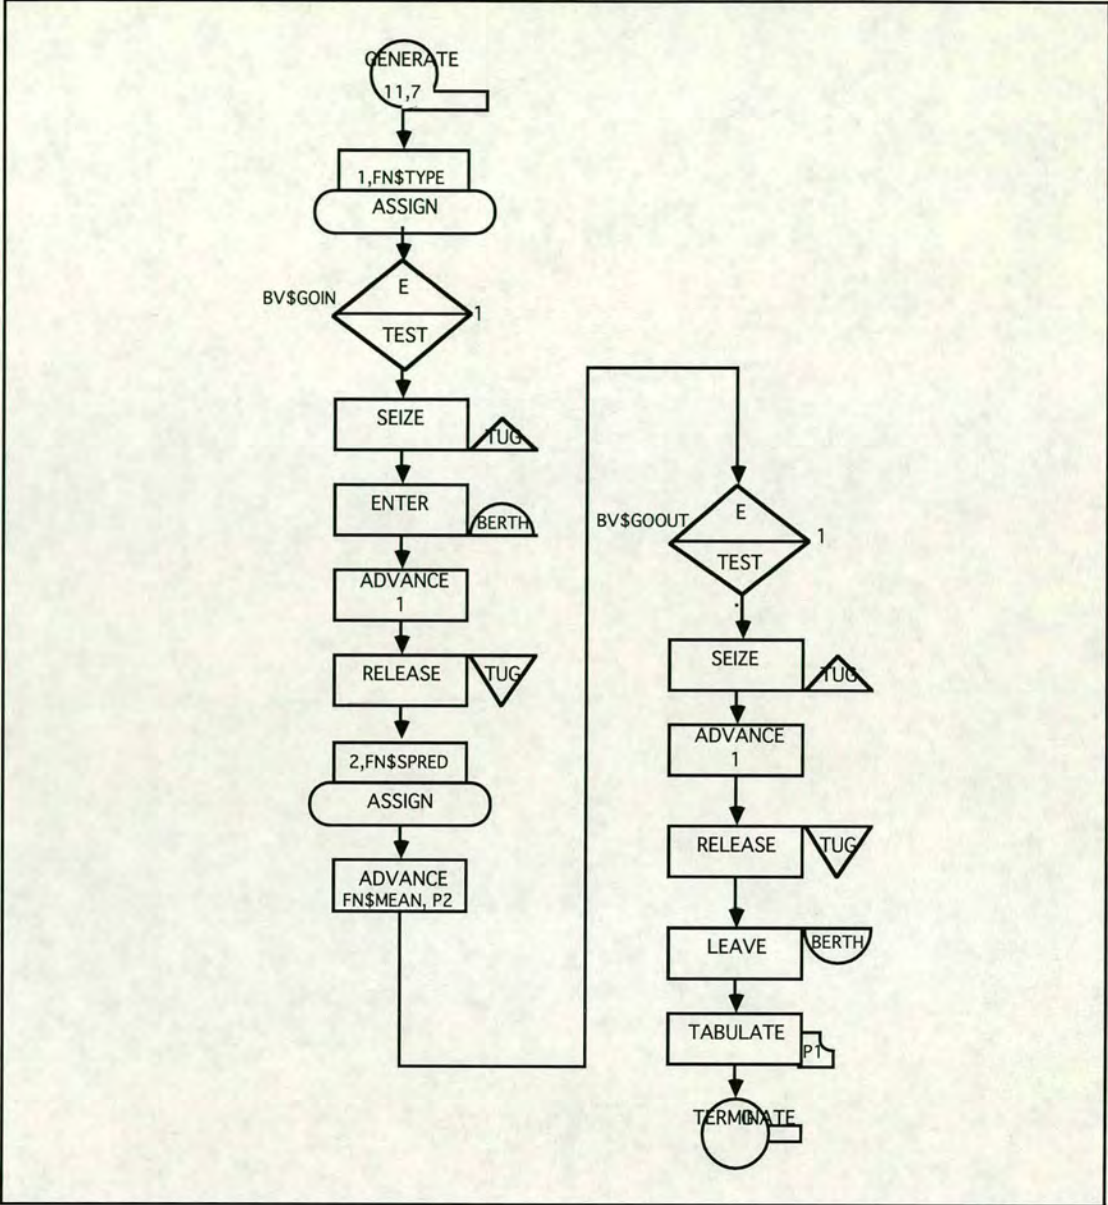 GENERATE
11,7
1,FN$TYPE
ASSIGN
BV$GOIN
E
1
TEST
SEIZE
TUG
ENTER
BERTH
ADVANCE
1
RELEASE
TUG
2,FN$SPRED
ASSIGN
ADVANCE
FN$MEAN, P2
BV$GOOUT
E
1
TEST
SEIZE
TUG
ADVANCE
1
RELEASE
TUG
LEAVE
BERTH
TABULATE
P1
TERMINATE